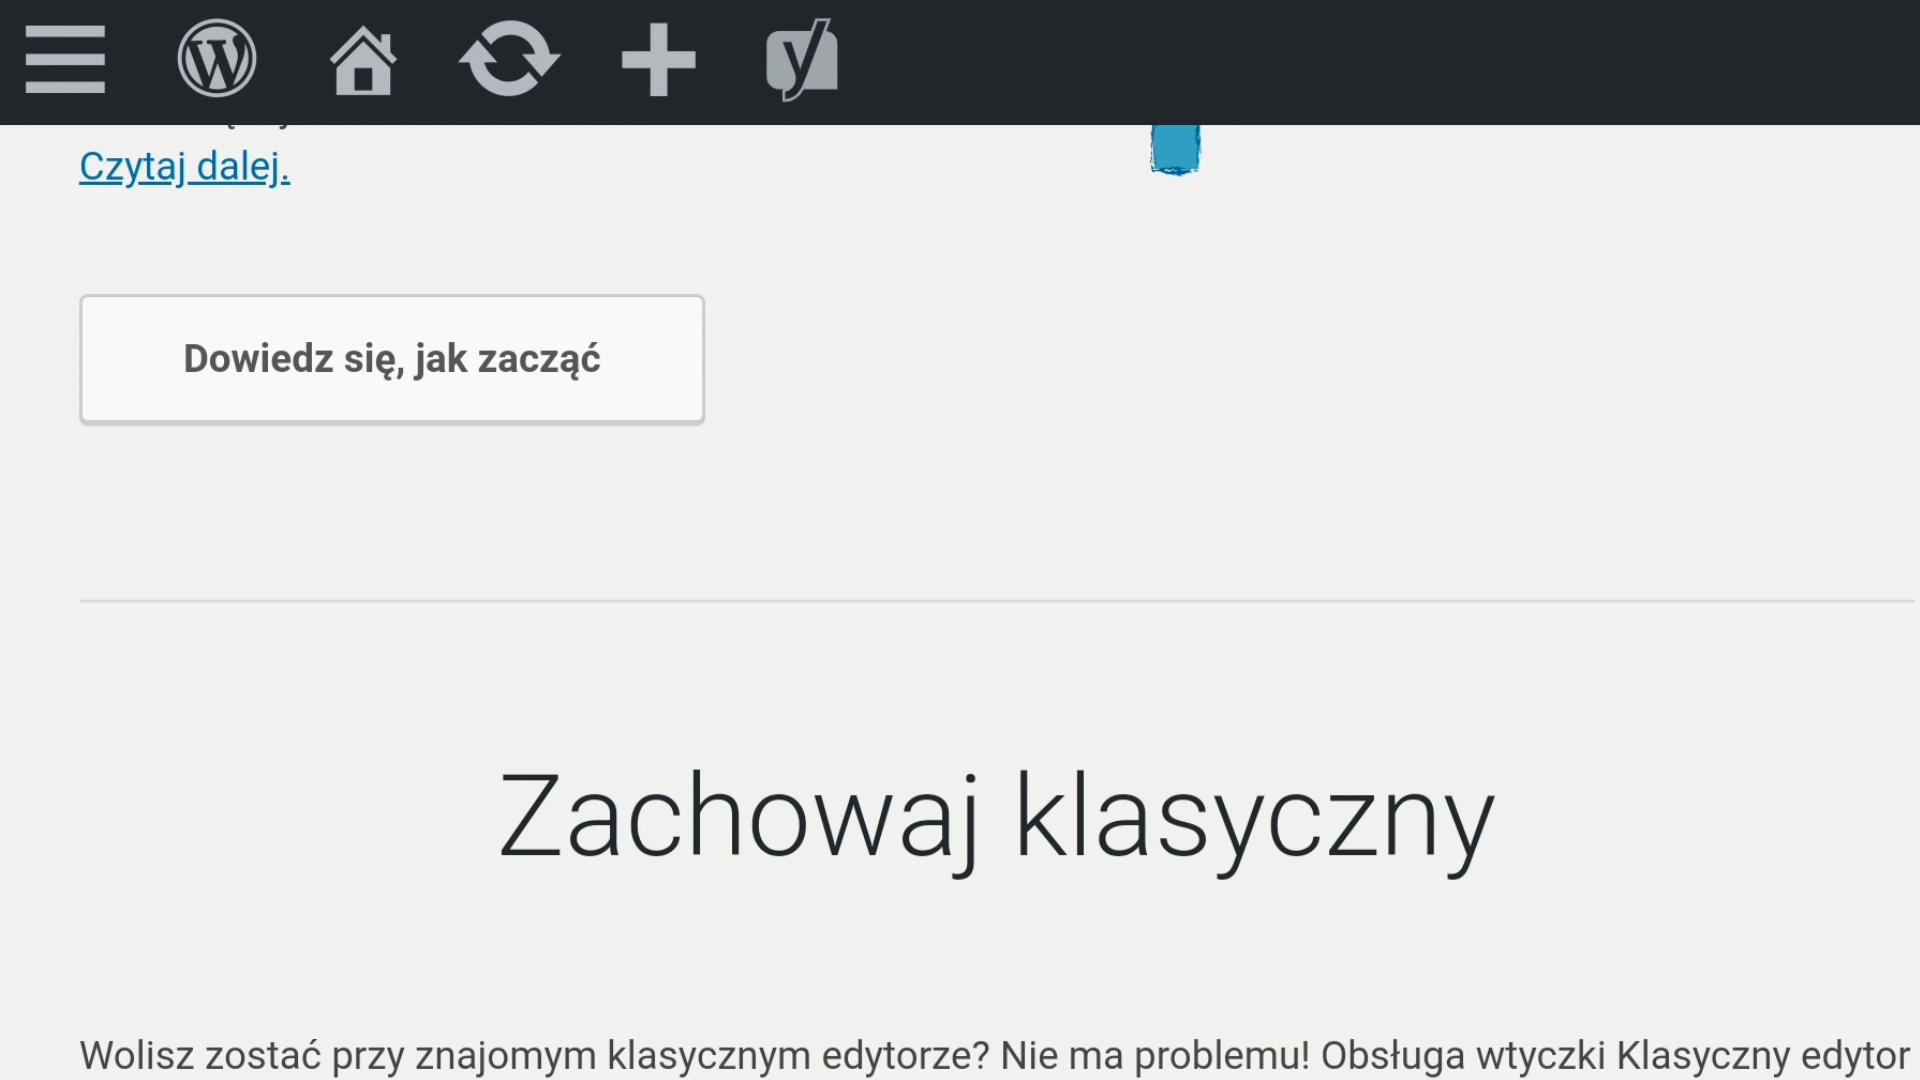 Czytaj dalej.
Dowiedz się, jak zacząć
Zachowaj klasyczny
Wolisz zostać przy znajomym klasycznym edytorze? Nie ma problemu! Obsługa wtyczki Klasyczny edytor